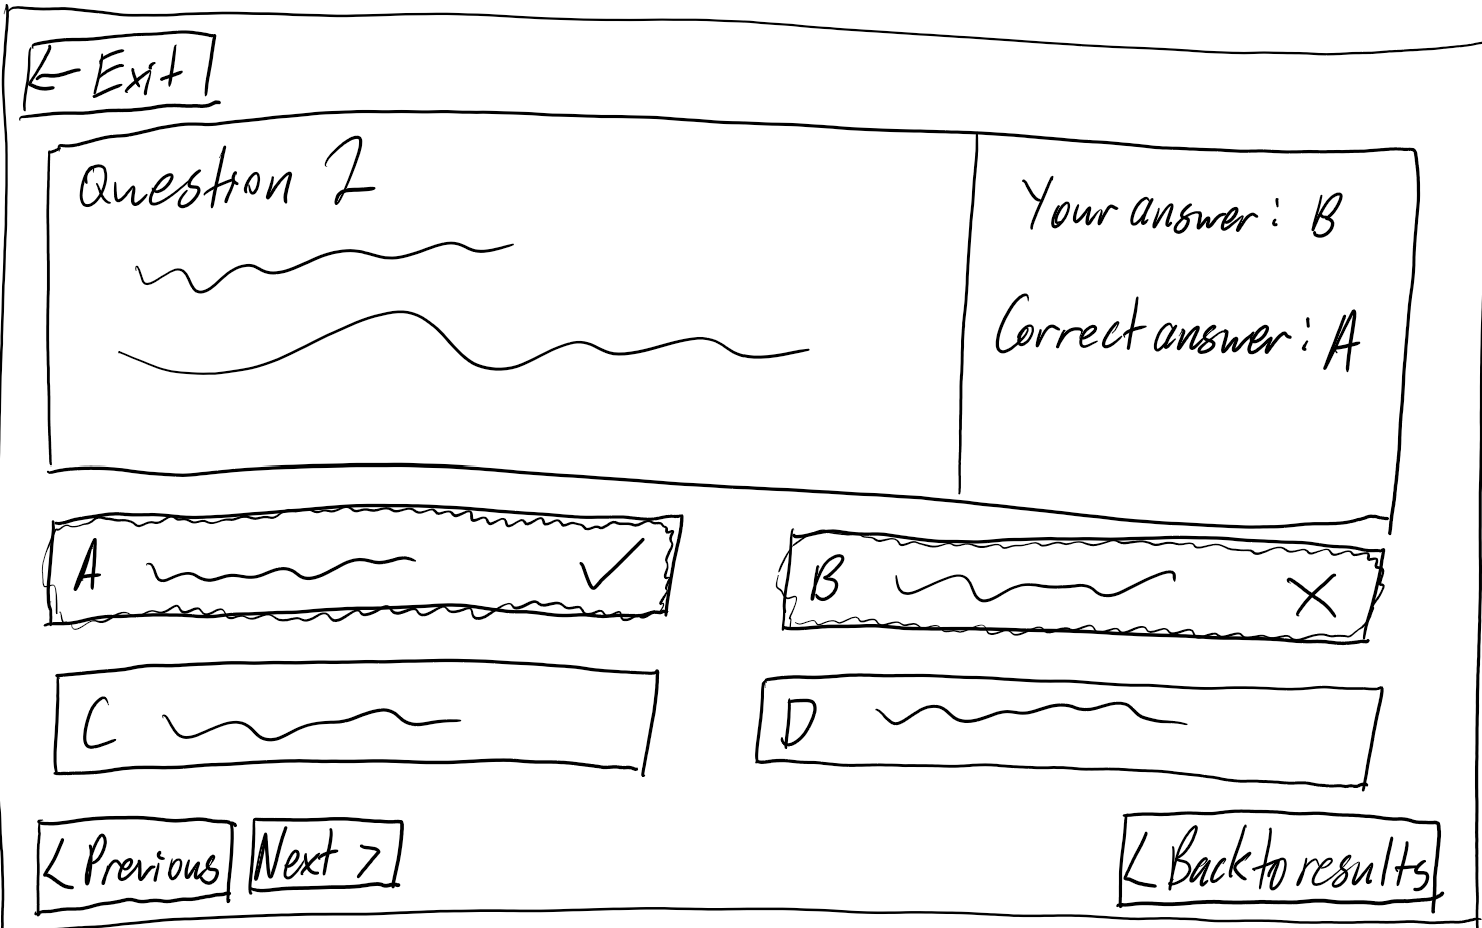 ← Exit
Question 2
Your answer: B
Correct answer: A
A ✓
B ✗
C
D
< Previous
Next >
< Back to results